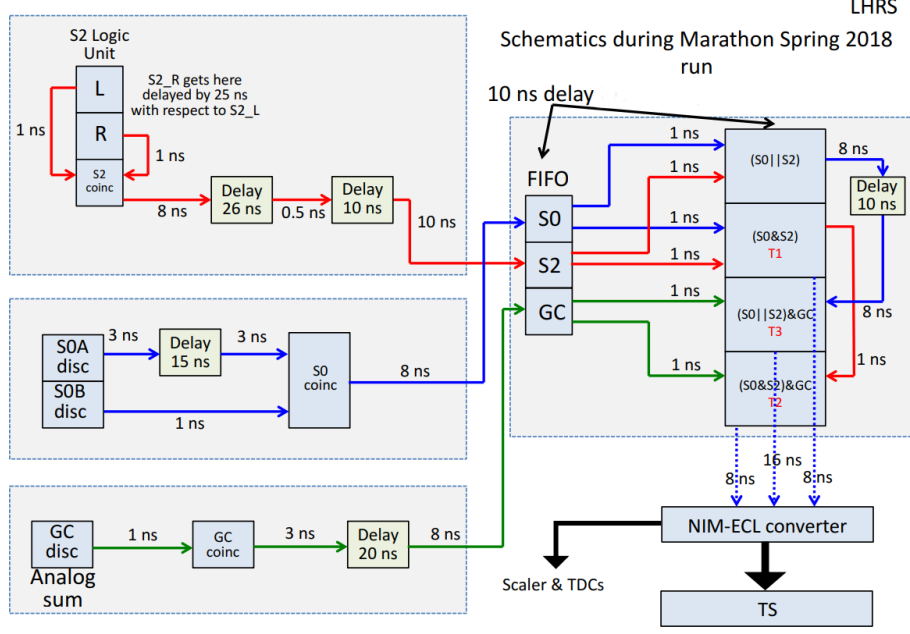 LHRS
Schematics during Marathon Spring 2018
run
S2 Logic
Unit
L
R
S2
coinc
S2_R gets here
delayed by 25 ns
with respect to S2_L
1 ns
1 ns
8 ns
Delay
26 ns
0.5 ns
Delay
10 ns
10 ns
10 ns delay
FIFO
S0
S2
GC
1 ns
1 ns
1 ns
1 ns
1 ns
1 ns
(S0||S2)
(S0&S2)
T1
(S0||S2)&GC
T3
(S0&S2)&GC
T2
8 ns
Delay
10 ns
8 ns
1 ns
S0A
disc
S0B
disc
3 ns
Delay
15 ns
3 ns
1 ns
S0
coinc
8 ns
GC
disc
Analog
sum
1 ns
GC
coinc
3 ns
Delay
20 ns
8 ns
8 ns
16 ns
8 ns
NIM-ECL converter
Scaler & TDCs
TS